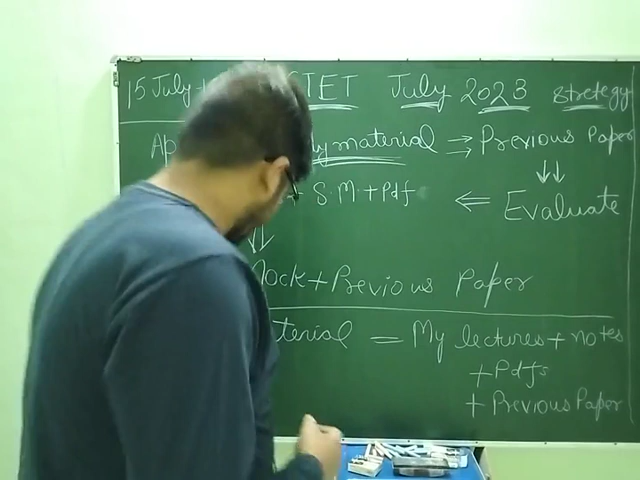 15 July CTET July 2023 strategy
Ap ymaterial ⇒ Previous Paper
↓↓
+ S.M.+Pdf ⇐ Evaluate
↓↓
Mock+Previous Paper
terial = My lectures+notes
+Pdfs
+ Previous Paper